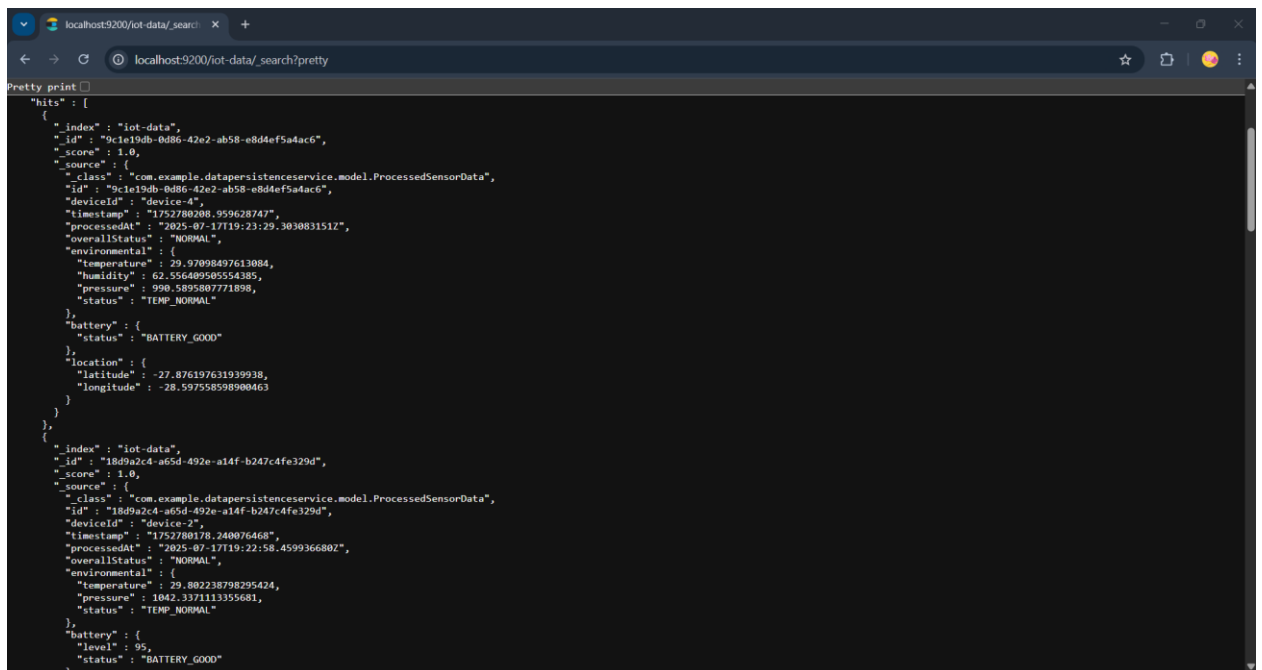 localhost:9200/iot-data/_search
localhost:9200/iot-data/_search?pretty
Pretty print
"hits" : [
{
"_index" : "iot-data",
"_id" : "9c1e19db-0d86-42e2-ab58-e8d4ef5a4ac6",
"_score" : 1.0,
"_source" : {
"_class" : "com.example.datapersistenceservice.model.ProcessedSensorData",
"id" : "9c1e19db-0d86-42e2-ab58-e8d4ef5a4ac6",
"deviceId" : "device-4",
"timestamp" : "1752780208.959628747",
"processedAt" : "2025-07-17T19:23:29.303083151Z",
"overallStatus" : "NORMAL",
"environmental" : {
"temperature" : 29.97098497613084,
"humidity" : 62.556409505554385,
"pressure" : 990.5895807771898,
"status" : "TEMP_NORMAL"
},
"battery" : {
"status" : "BATTERY_GOOD"
},
"location" : {
"latitude" : -27.876197631939938,
"longitude" : -28.597558598900463
}
}
},
{
"_index" : "iot-data",
"_id" : "18d9a2c4-a65d-492e-a14f-b247c4fe329d",
"_score" : 1.0,
"_source" : {
"_class" : "com.example.datapersistenceservice.model.ProcessedSensorData",
"id" : "18d9a2c4-a65d-492e-a14f-b247c4fe329d",
"deviceId" : "device-2",
"timestamp" : "1752780178.240076468",
"processedAt" : "2025-07-17T19:22:58.459936680Z",
"overallStatus" : "NORMAL",
"environmental" : {
"temperature" : 29.802238798295424,
"pressure" : 1042.3371113355681,
"status" : "TEMP_NORMAL"
},
"battery" : {
"level" : 95,
"status" : "BATTERY_GOOD"